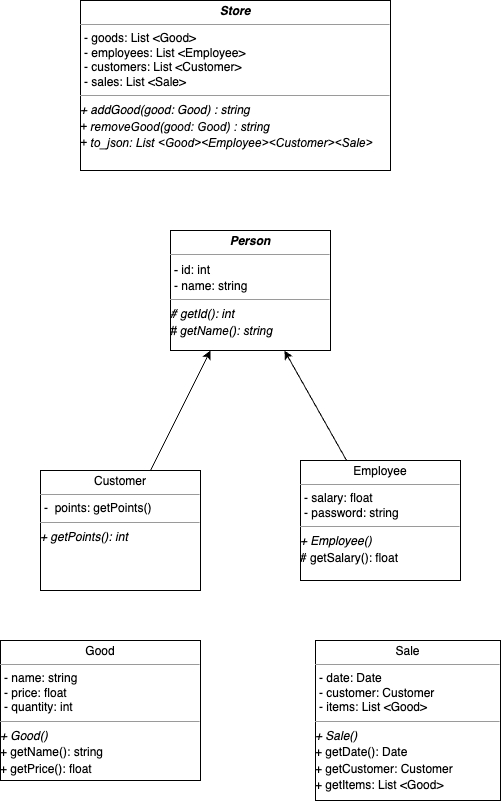 Store
- goods: List <Good>
- employees: List <Employee>
- customers: List <Customer>
- sales: List <Sale>
+ addGood(good: Good) : string
+ removeGood(good: Good) : string
+ to_json: List <Good><Employee><Customer><Sale>
Person
- id: int
- name: string
# getId(): int
# getName(): string
Customer
- points: getPoints()
+ getPoints(): int
Employee
- salary: float
- password: string
+ Employee()
# getSalary(): float
Good
- name: string
- price: float
- quantity: int
+ Good()
+ getName(): string
+ getPrice(): float
Sale
- date: Date
- customer: Customer
- items: List <Good>
+ Sale()
+ getDate(): Date
+ getCustomer: Customer
+ getItems: List <Good>